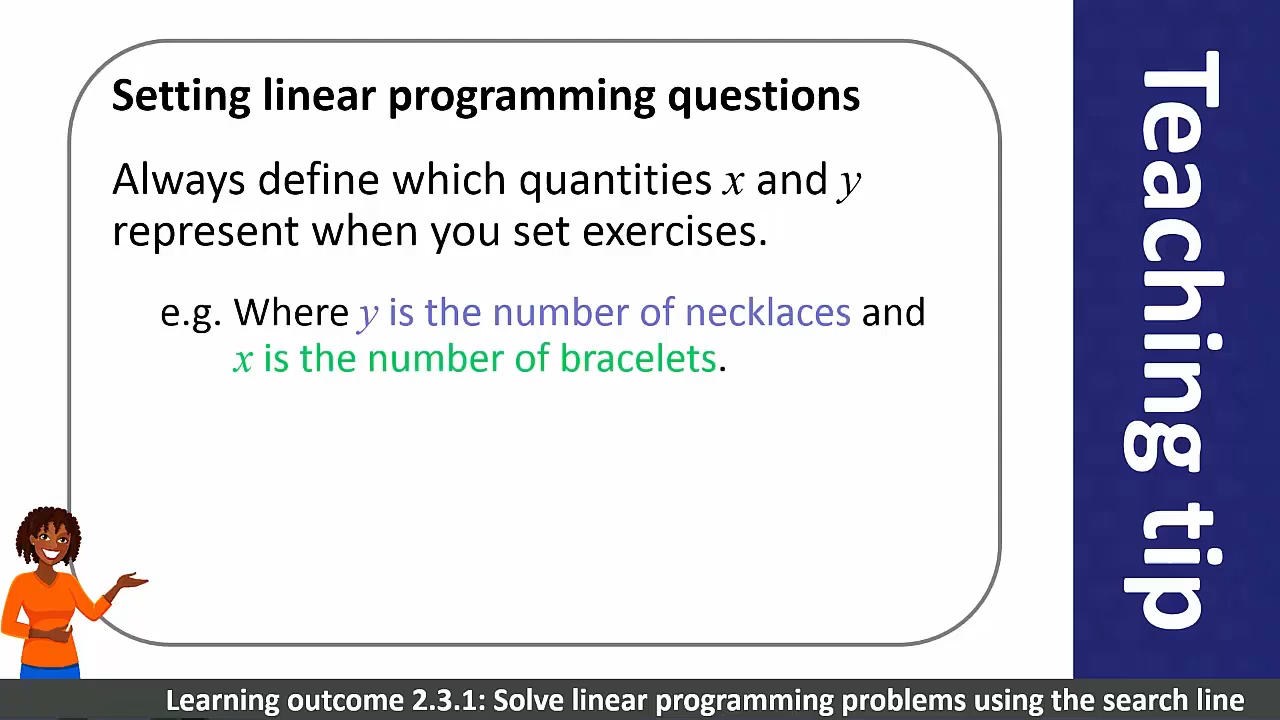 Setting linear programming questions
Always define which quantities x and y
represent when you set exercises.
e.g. Where y is the number of necklaces and
x is the number of bracelets.
Teaching tip
Learning outcome 2.3.1: Solve linear programming problems using the search line